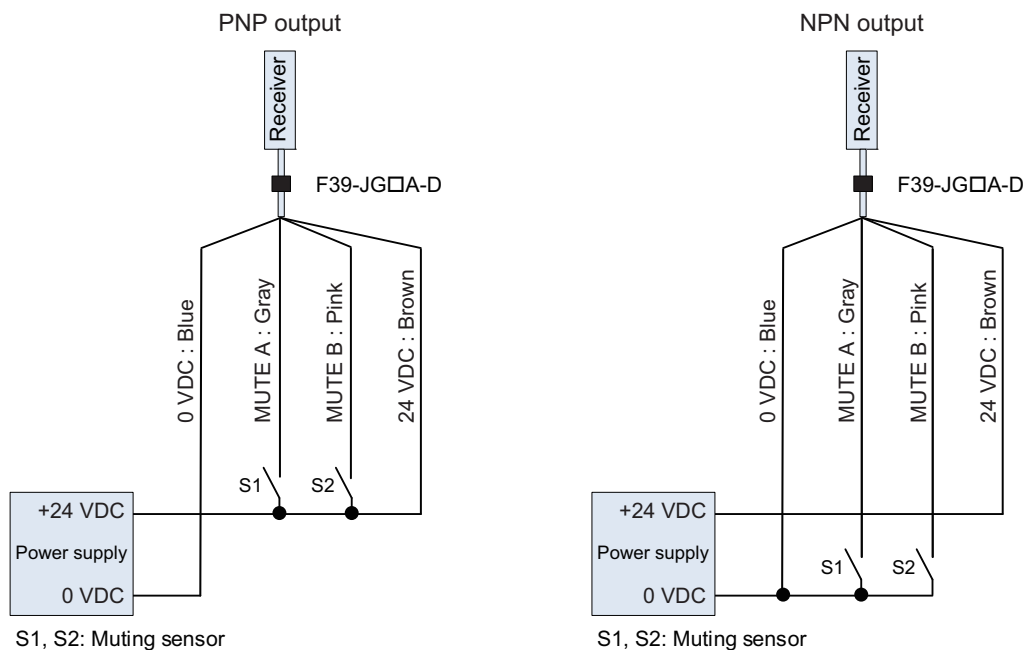 PNP output
Receiver
F39-JG□A-D
0 VDC : Blue
MUTE A : Gray
MUTE B : Pink
24 VDC : Brown
S1
S2
+24 VDC
Power supply
0 VDC
S1, S2: Muting sensor
NPN output
Receiver
F39-JG□A-D
0 VDC : Blue
MUTE A : Gray
MUTE B : Pink
24 VDC : Brown
+24 VDC
Power supply
S1
S2
0 VDC
S1, S2: Muting sensor